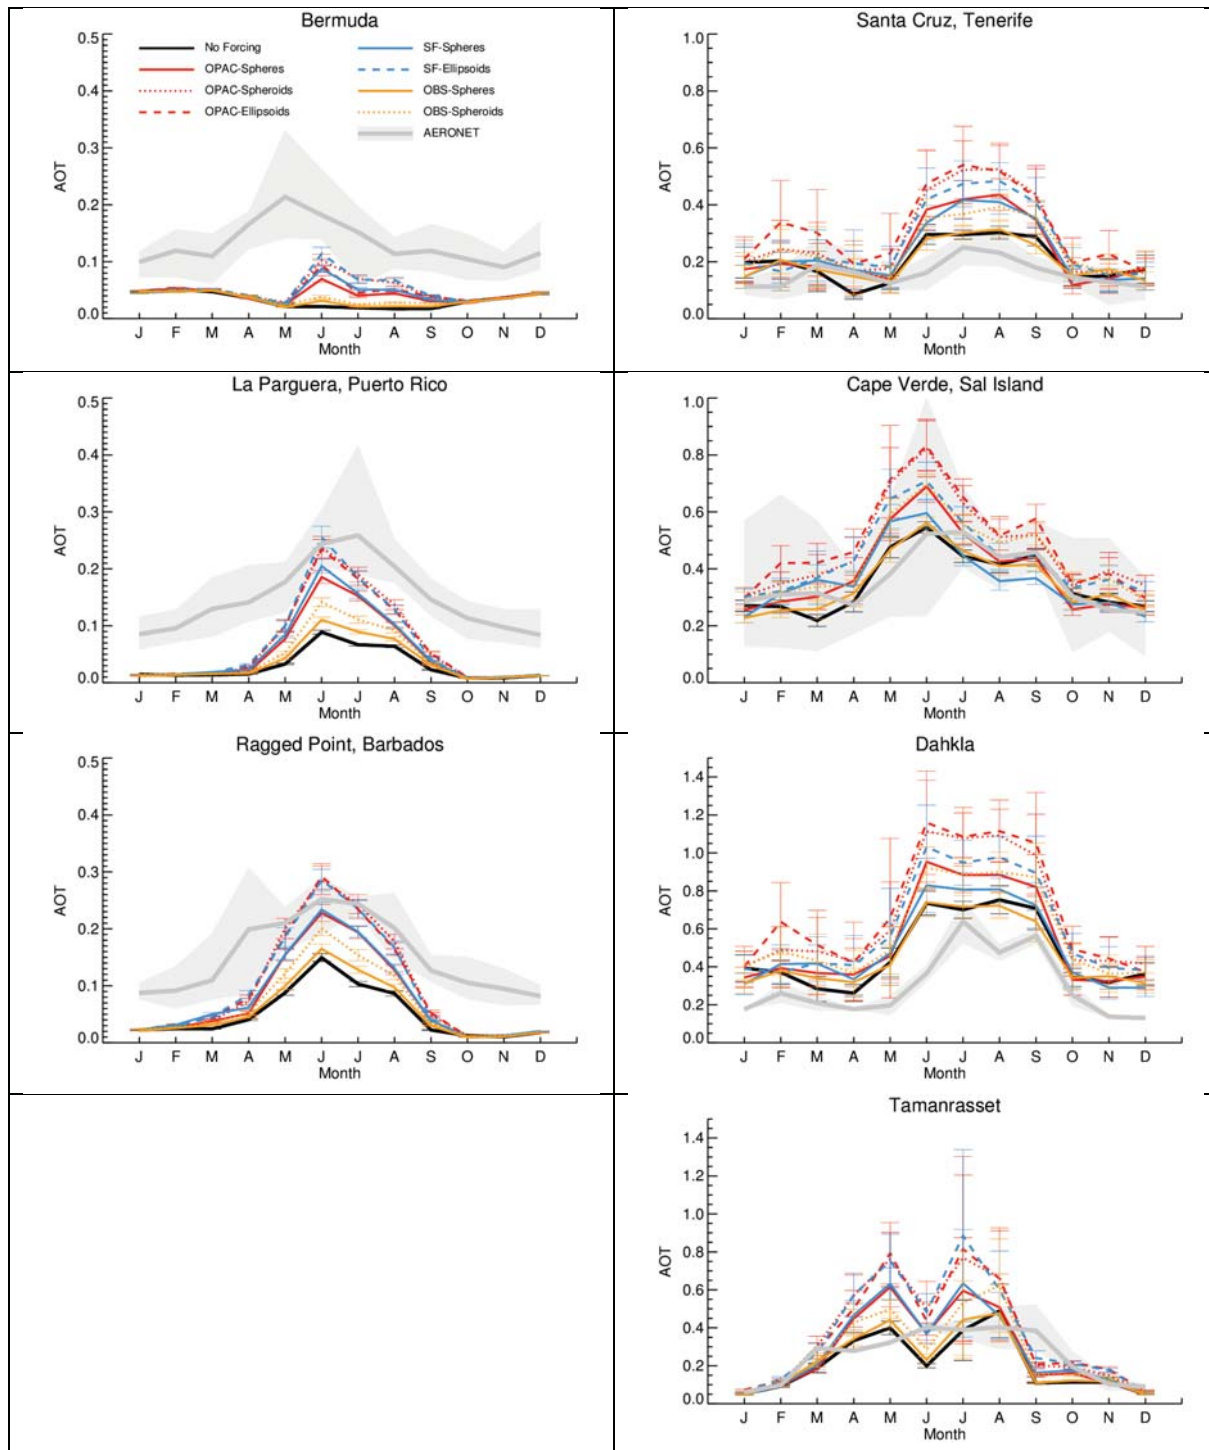 Bermuda
0.5
0.4
0.3
0.2
0.1
0.0
AOT
No Forcing
OPAC-Spheres
OPAC-Spheroids
OPAC-Ellipsoids
SF-Spheres
SF-Ellipsoids
OBS-Spheres
OBS-Spheroids
AERONET
J F M A M J J A S O N D
Month
Santa Cruz, Tenerife
1.0
0.8
0.6
0.4
0.2
0.0
AOT
J F M A M J J A S O N D
Month
La Parguera, Puerto Rico
0.5
0.4
0.3
0.2
0.1
0.0
AOT
J F M A M J J A S O N D
Month
Cape Verde, Sal Island
1.0
0.8
0.6
0.4
0.2
0.0
AOT
J F M A M J J A S O N D
Month
Ragged Point, Barbados
0.5
0.4
0.3
0.2
0.1
0.0
AOT
J F M A M J J A S O N D
Month
Dahkla
1.4
1.2
1.0
0.8
0.6
0.4
0.2
0.0
AOT
J F M A M J J A S O N D
Month
Tamanrasset
1.4
1.2
1.0
0.8
0.6
0.4
0.2
0.0
AOT
J F M A M J J A S O N D
Month